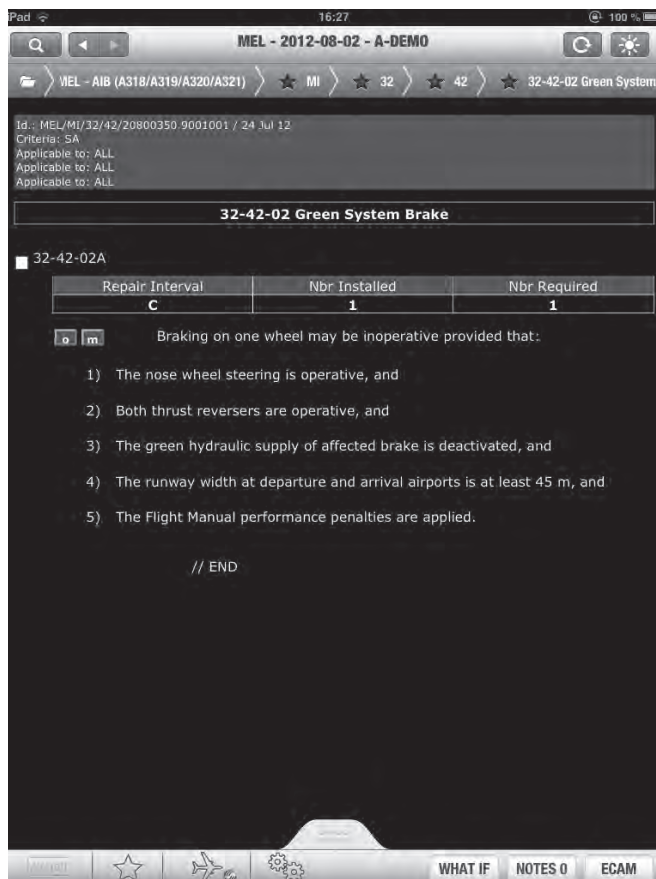 iPad 16:27 100 %
MEL - 2012-08-02 - A-DEMO
MEL - AIB (A318/A319/A320/A321) MI 32 42 32-42-02 Green System
Id.: MEL/MI/32/42/20800350.9001001 / 24 Jul 12
Criteria: SA
Applicable to: ALL
Applicable to: ALL
Applicable to: ALL
32-42-02 Green System Brake
32-42-02A
Repair Interval Nbr Installed Nbr Required
C 1 1
o m Braking on one wheel may be inoperative provided that:
1) The nose wheel steering is operative, and
2) Both thrust reversers are operative, and
3) The green hydraulic supply of affected brake is deactivated, and
4) The runway width at departure and arrival airports is at least 45 m, and
5) The Flight Manual performance penalties are applied.
// END
WHAT IF NOTES 0 ECAM